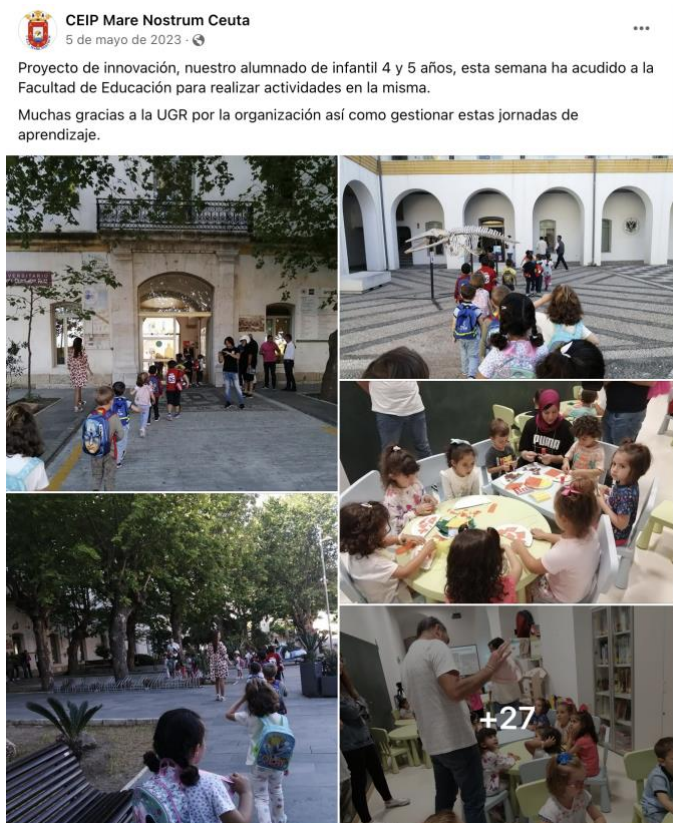 CEIP Mare Nostrum Ceuta
5 de mayo de 2023 ·
Proyecto de innovación, nuestro alumnado de infantil 4 y 5 años, esta semana ha acudido a la
Facultad de Educación para realizar actividades en la misma.
Muchas gracias a la UGR por la organización así como gestionar estas jornadas de
aprendizaje.
PUMA
+27